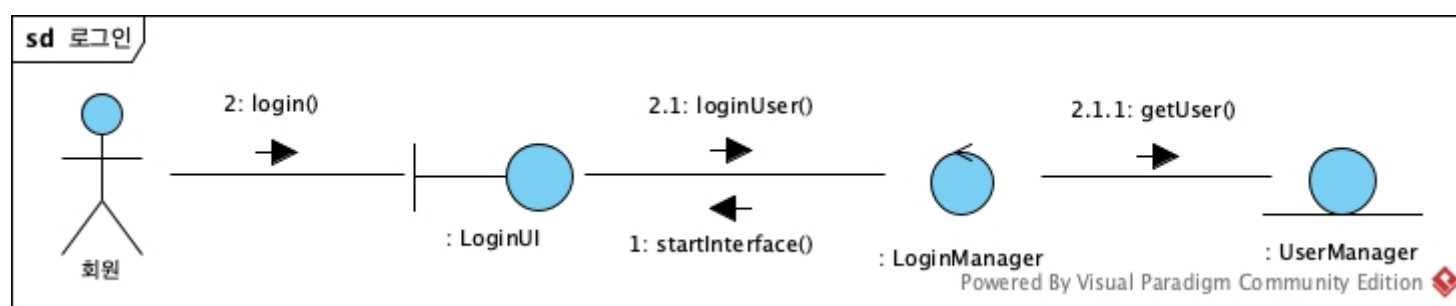 sd 로그인
2: login()
2.1: loginUser()
2.1.1: getUser()
: LoginUI
1: startInterface()
: LoginManager
: UserManager
회원
Powered By Visual Paradigm Community Edition